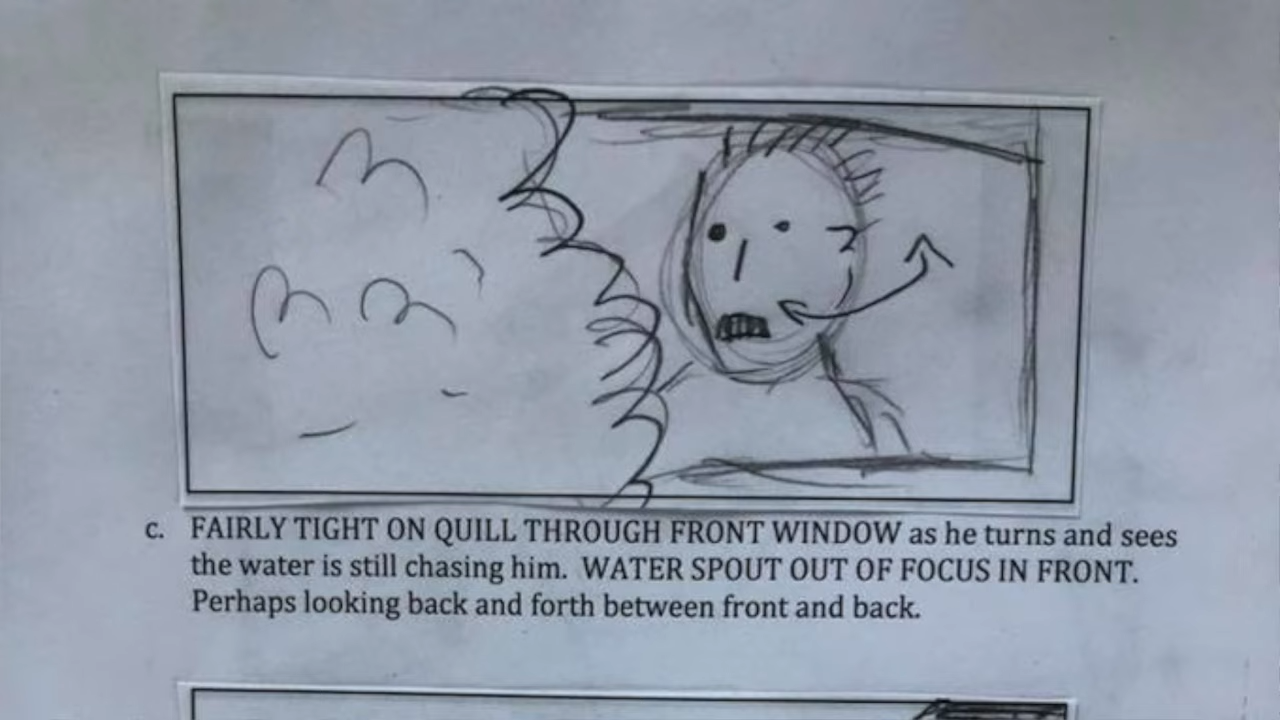 c. FAIRLY TIGHT ON QUILL THROUGH FRONT WINDOW as he turns and sees
the water is still chasing him. WATER SPOUT OUT OF FOCUS IN FRONT.
Perhaps looking back and forth between front and back.